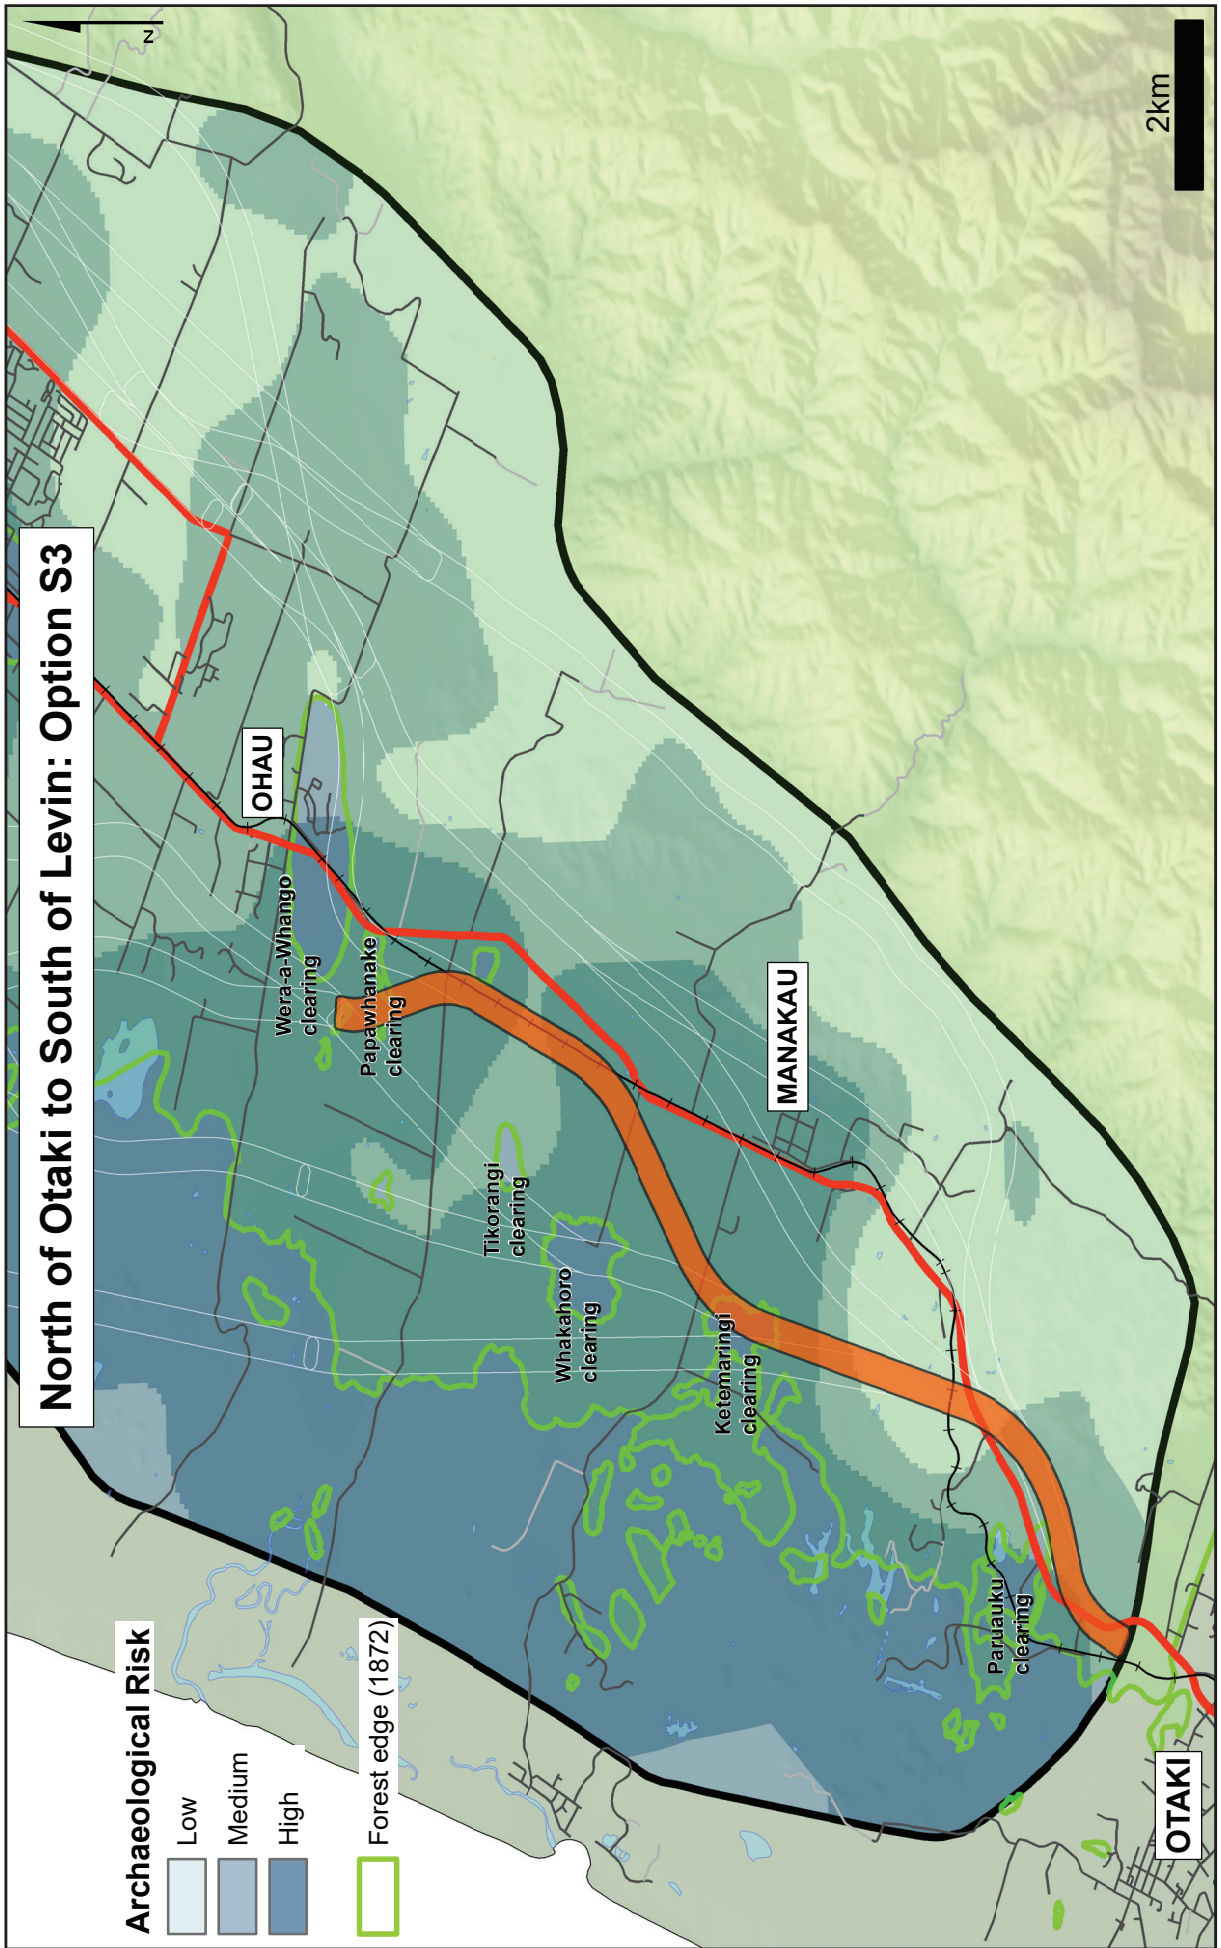 North of Otaki to South of Levin: Option S3
N
Archaeological Risk
Low
Medium
High
Forest edge (1872)
OHAU
Wera-a-Whango
clearing
Papawhanake
clearing
Tikorangi
clearing
Whakahoro
clearing
MANAKAU
Ketemaringi
clearing
Paruauku
clearing
OTAKI
2km